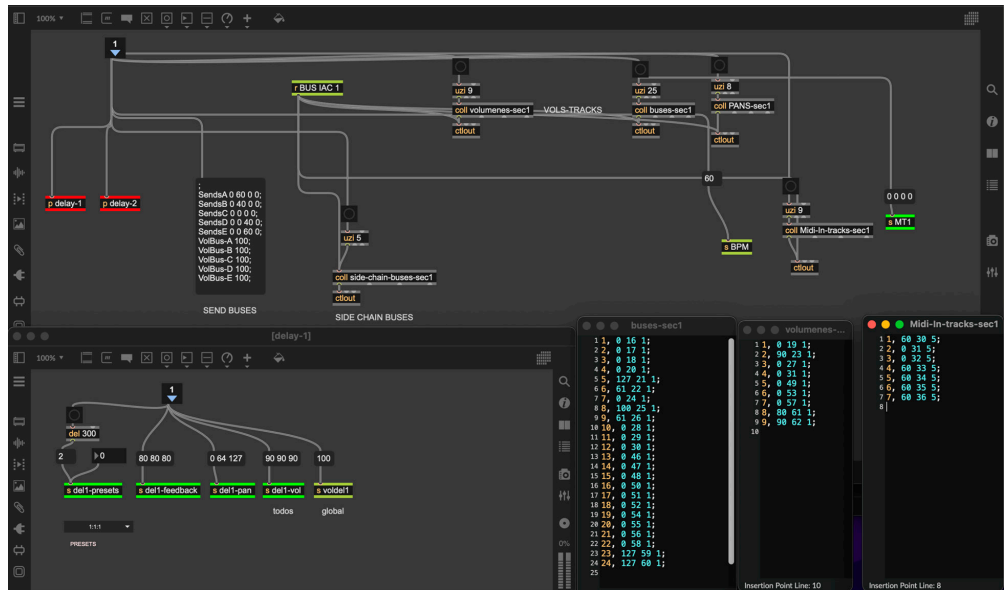 100%
1
r BUS IAC 1
uzi 9
coll volumenes-sec1
ctlout
VOLS-TRACKS
uzi 25
coll buses-sec1
ctlout
uzi 8
coll PANS-sec1
ctlout
p delay-1
p delay-2
;
SendsA 0 60 0 0;
SendsB 0 40 0 0;
SendsC 0 0 0 0;
SendsD 0 0 40 0;
SendsE 0 0 60 0;
VolBus-A 100;
VolBus-B 100;
VolBus-C 100;
VolBus-D 100;
VolBus-E 100;
SEND BUSES
uzi 5
coll side-chain-buses-sec1
ctlout
SIDE CHAIN BUSES
60
s BPM
uzi 9
coll Midi-In-tracks-sec1
ctlout
0 0 0 0
s MT1
[delay-1]
100%
1
del 300
2
0
80 80 80
0 64 127
90 90 90
100
s del1-presets
s del1-feedback
s del1-pan
s del1-vol
s voldel1
todos
global
1:1:1
PRESETS
0%
buses-sec1
1 1, 0 16 1;
2 2, 0 17 1;
3 3, 0 18 1;
4 4, 0 20 1;
5 5, 127 21 1;
6 6, 61 22 1;
7 7, 0 24 1;
8 8, 100 25 1;
9 9, 61 26 1;
10 10, 0 28 1;
11 11, 0 29 1;
12 12, 0 30 1;
13 13, 0 46 1;
14 14, 0 47 1;
15 15, 0 48 1;
16 16, 0 50 1;
17 17, 0 51 1;
18 18, 0 52 1;
19 19, 0 54 1;
20 20, 0 55 1;
21 21, 0 56 1;
22 22, 0 58 1;
23 23, 127 59 1;
24 24, 127 60 1;
25
volumenes-...
1 1, 0 19 1;
2 2, 90 23 1;
3 3, 0 27 1;
4 4, 0 31 1;
5 5, 0 49 1;
6 6, 0 53 1;
7 7, 0 57 1;
8 8, 80 61 1;
9 9, 90 62 1;
10
Insertion Point Line: 10
Midi-In-tracks-sec1
1 1, 60 30 5;
2 2, 0 31 5;
3 3, 0 32 5;
4 4, 60 33 5;
5 5, 60 34 5;
6 6, 60 35 5;
7 7, 60 36 5;
8
Insertion Point Line: 8